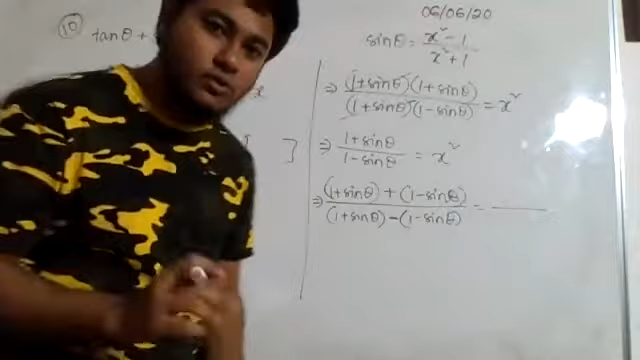 06/06/20
(10) tanθ +
sinθ = (x² - 1)/(x² + 1)
⇒ ((1+sinθ)(1+sinθ))/((1+sinθ)(1-sinθ)) = x²
x
⇒ (1+sinθ)/(1-sinθ) = x²
]
⇒ ((1+sinθ) + (1-sinθ))/((1+sinθ) - (1-sinθ)) = ———